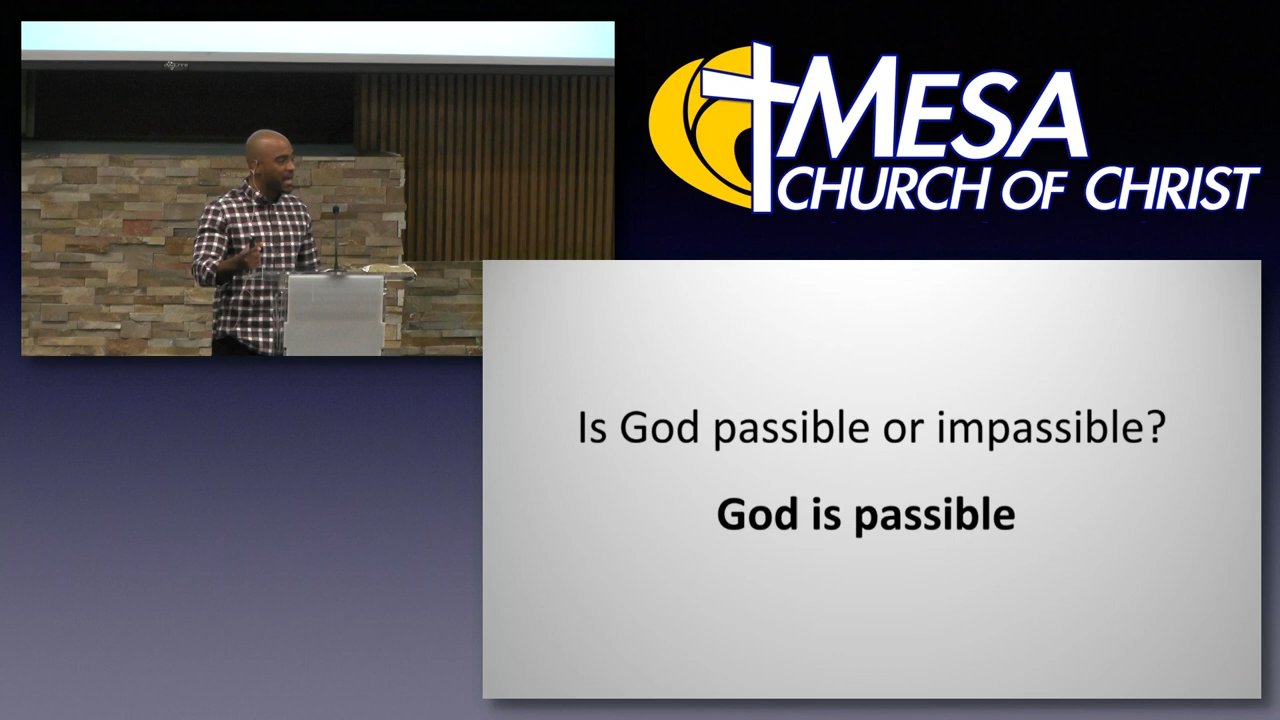 MESA
CHURCH OF CHRIST
Is God passible or impassible?
God is passible